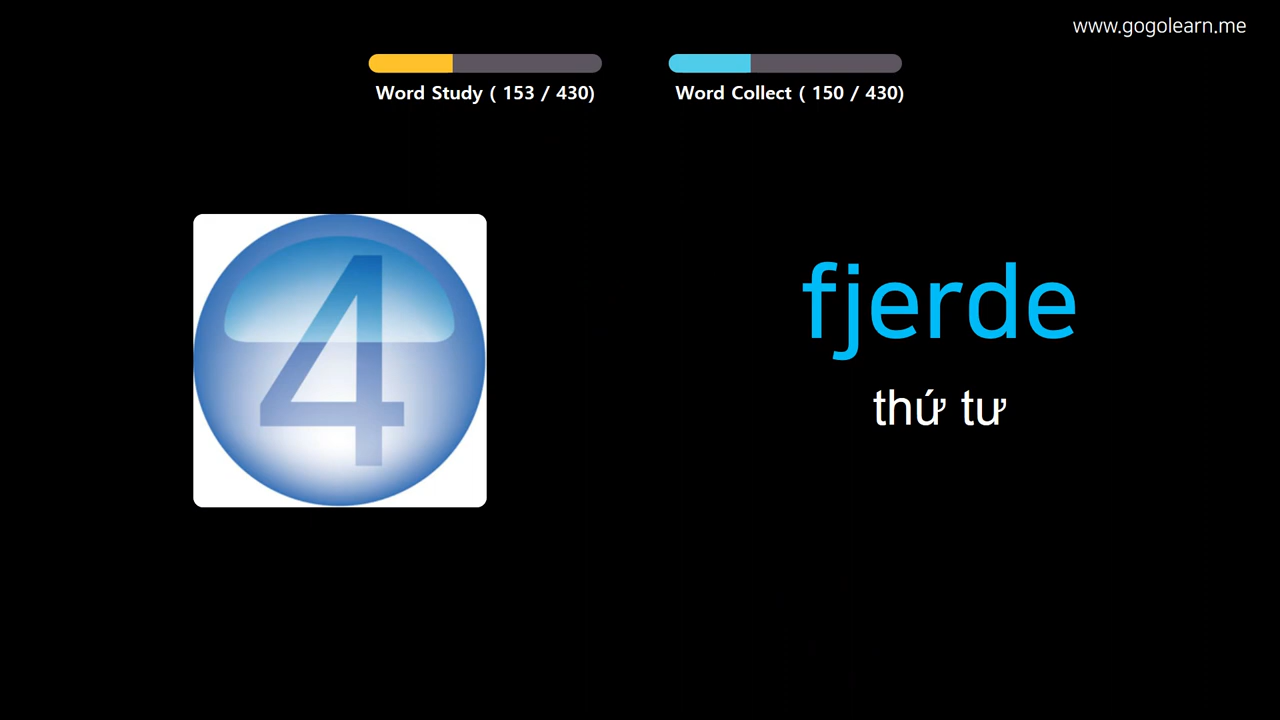 www.gogolearn.me
Word Study ( 153 / 430)
Word Collect ( 150 / 430)
4
fjerde
thứ tư